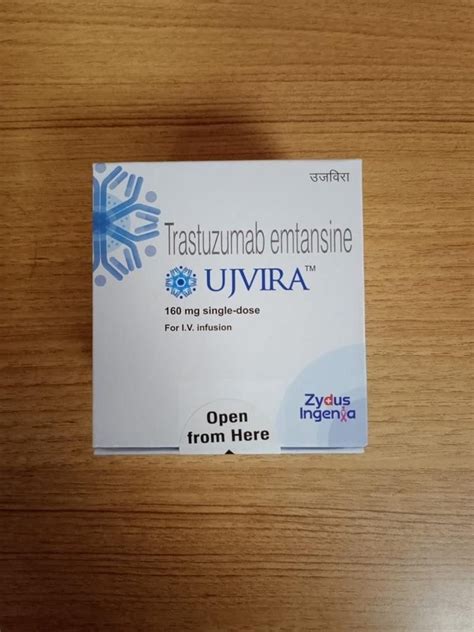 उजविरा
Trastuzumab emtansine
UJVIRA™
160 mg single-dose
For I.V. infusion
Zydus
Ingenia
Open
from Here